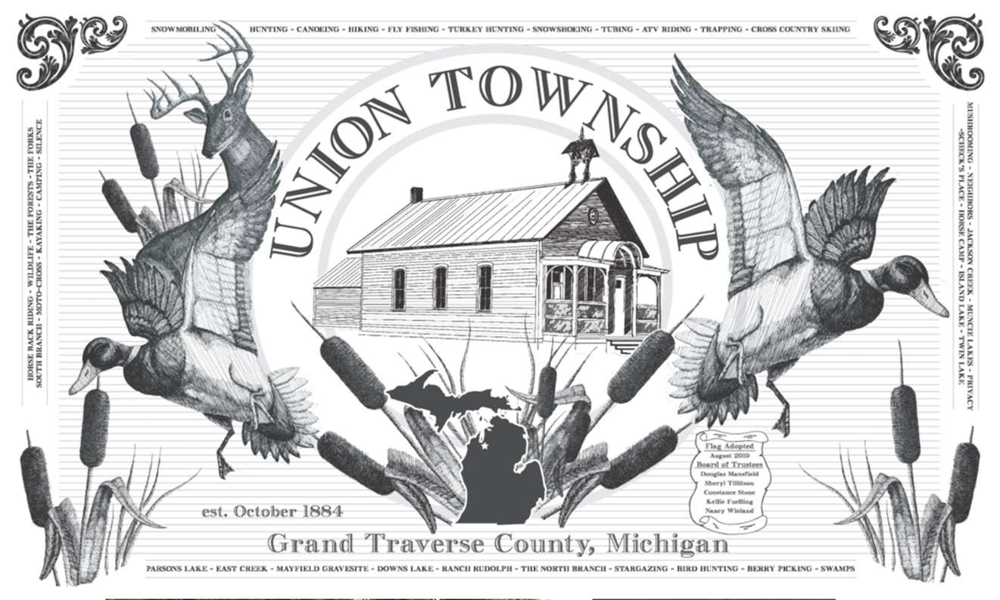 SNOWMOBILING HUNTING - CANOEING - HIKING - FLY FISHING - TURKEY HUNTING - SNOWSHOEING - TUBING - ATV RIDING - TRAPPING - CROSS COUNTRY SKIING
UNION TOWNSHIP
HORSE BACK RIDING - WILDLIFE - THE FORESTS - THE FORKS
SOUTH BRANCH - MOTO-CROSS - KAYAKING - CAMPING - SILENCE
MUSHROOMING - NEIGHBORS - JACKSON CREEK - MUNCIE LAKES - PRIVACY
-SCHECK'S PLACE - HORSE CAMP - ISLAND LAKE - TWIN LAKE
Flag Adopted
August 2019
Board of Trustees
Douglas Mansfield
Sheryl Tillitson
Constance Stone
Kellie Fuelling
Nancy Wieland
est. October 1884
Grand Traverse County, Michigan
PARSONS LAKE - EAST CREEK - MAYFIELD GRAVESITE - DOWNS LAKE - RANCH RUDOLPH - THE NORTH BRANCH - STARGAZING - BIRD HUNTING - BERRY PICKING - SWAMPS